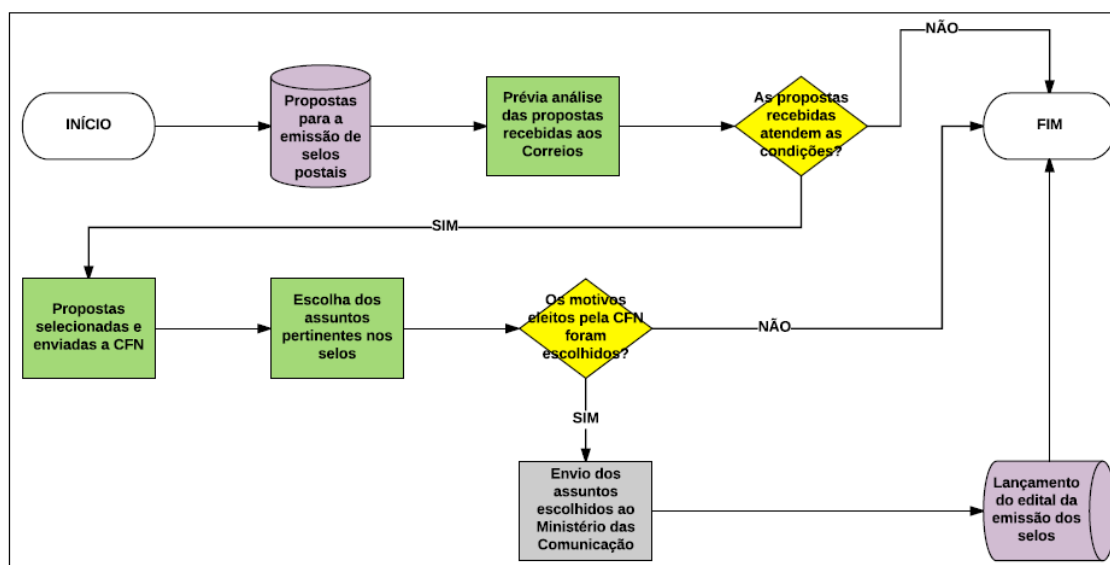 NÃO
INÍCIO
Propostas
para a
emissão de
selos
postais
Prévia análise
das propostas
recebidas aos
Correios
As propostas
recebidas
atendem as
condições?
FIM
SIM
Propostas
selecionadas e
enviadas a CFN
Escolha dos
assuntos
pertinentes nos
selos
Os motivos
eleitos pela CFN
foram
escolhidos?
NÃO
SIM
Envio dos
assuntos
escolhidos ao
Ministério das
Comunicação
Lançamento
do edital da
emissão dos
selos